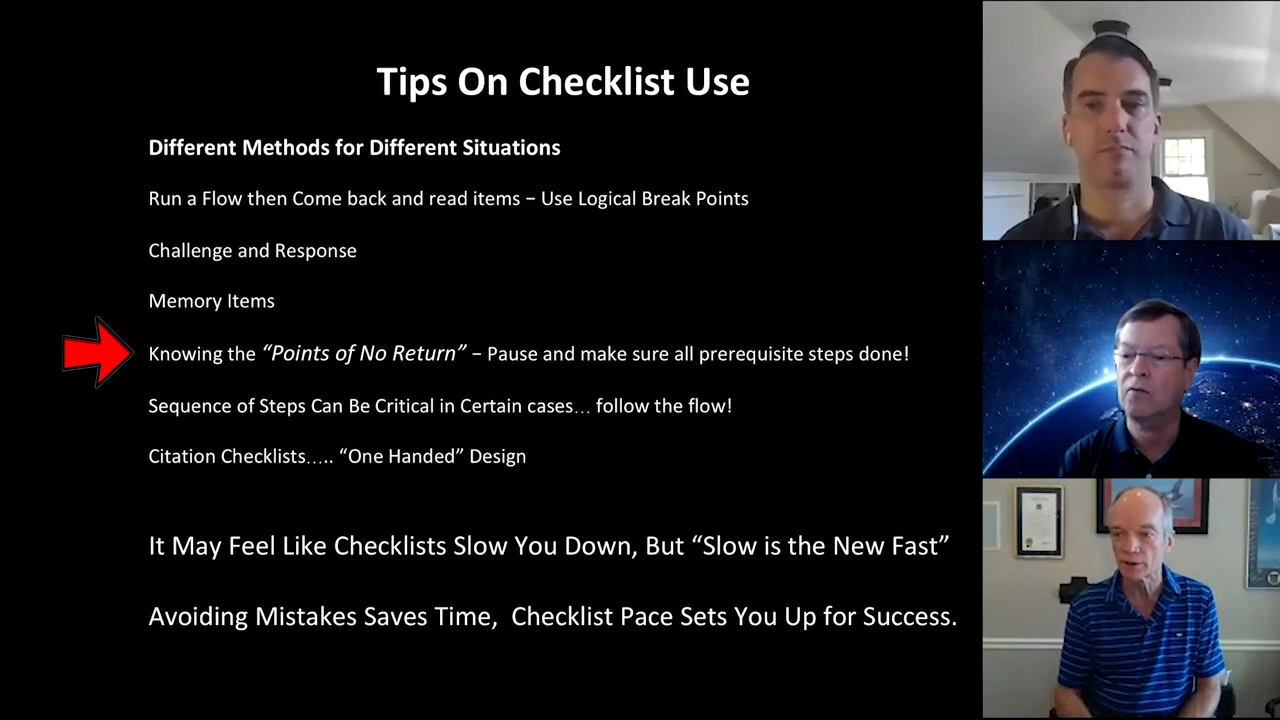 Tips On Checklist Use
Different Methods for Different Situations
Run a Flow then Come back and read items – Use Logical Break Points
Challenge and Response
Memory Items
Knowing the “Points of No Return” – Pause and make sure all prerequisite steps done!
Sequence of Steps Can Be Critical in Certain cases… follow the flow!
Citation Checklists….. “One Handed” Design
It May Feel Like Checklists Slow You Down, But “Slow is the New Fast”
Avoiding Mistakes Saves Time,  Checklist Pace Sets You Up for Success.